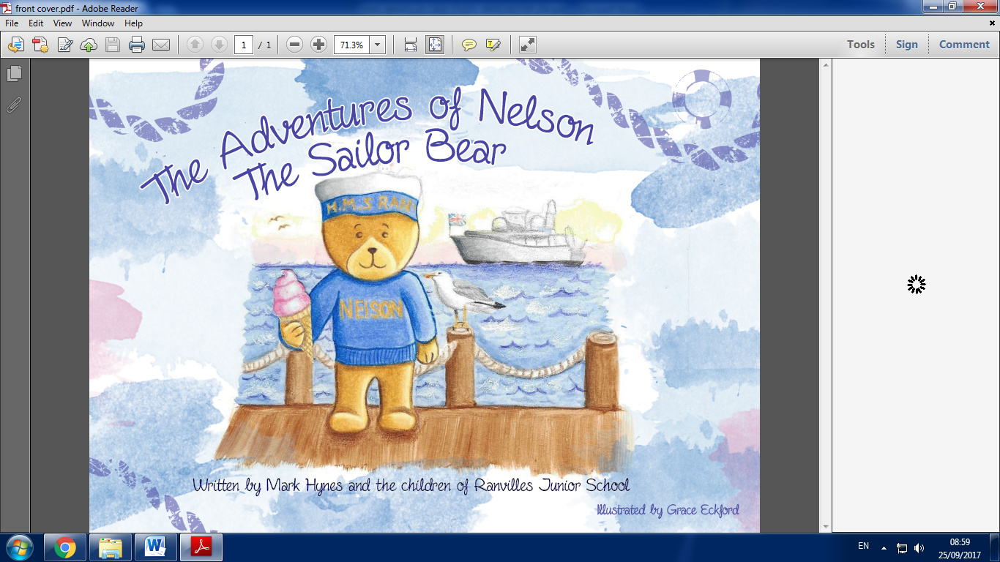 front cover.pdf - Adobe Reader
File Edit View Window Help
1 / 1 71.3% Tools Sign Comment
The Adventures of Nelson
The Sailor Bear
H.M.S RANV
NELSON
Written by Mark Hynes and the children of Ranvilles Junior School
Illustrated by Grace Eckford
EN 08:59
25/09/2017